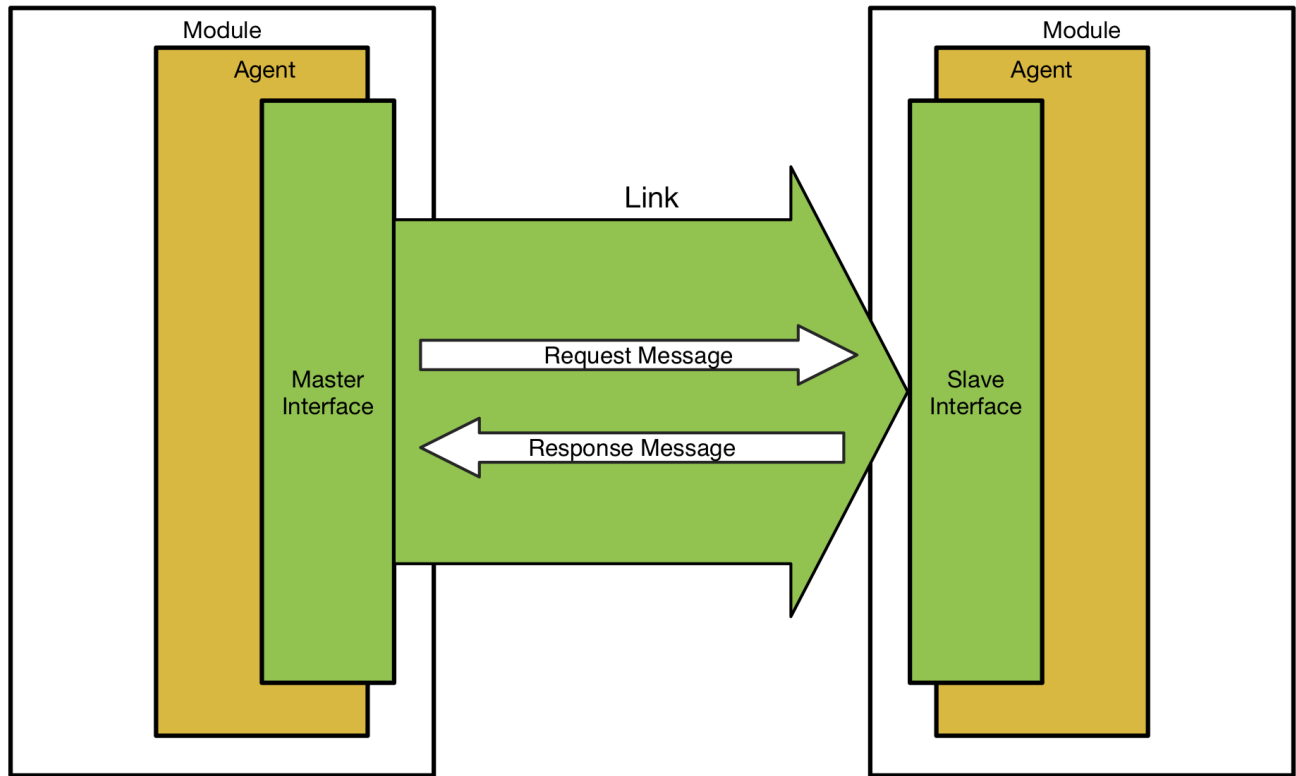 Module
Agent
Master
Interface
Link
Request Message
Response Message
Module
Agent
Slave
Interface